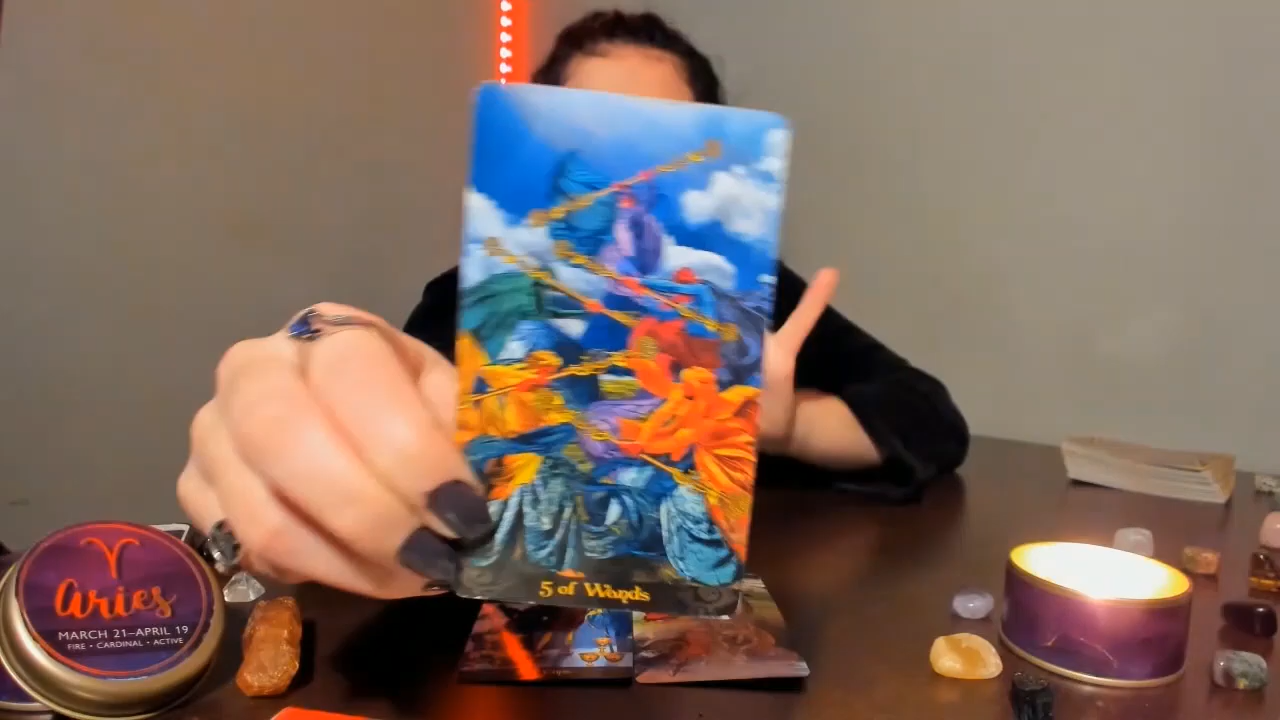 5 of Wands
Aries
MARCH 21–APRIL 19
FIRE • CARDINAL • ACTIVE